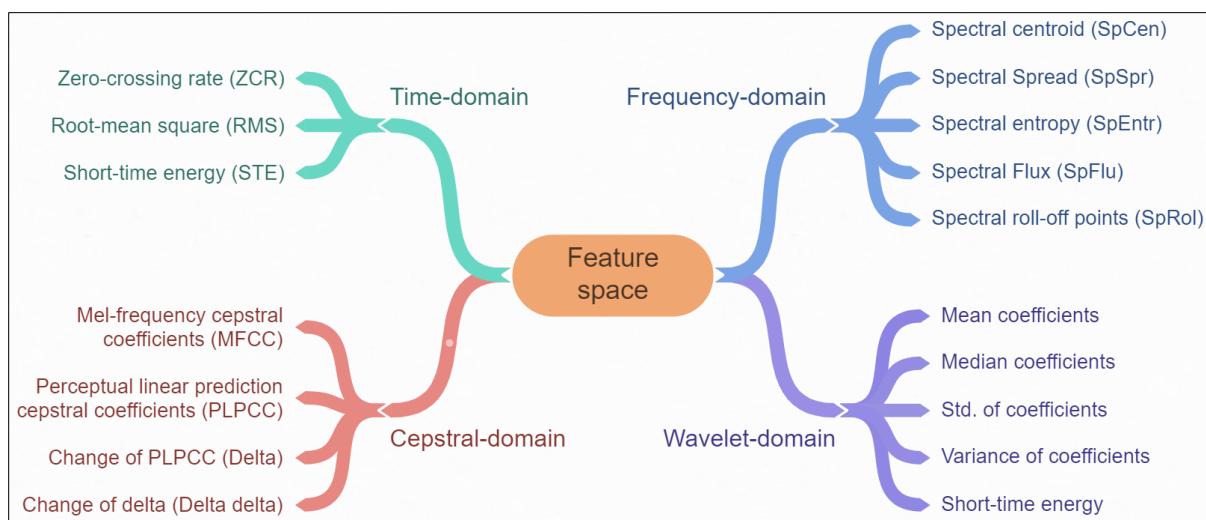 Feature
space
Time-domain
Zero-crossing rate (ZCR)
Root-mean square (RMS)
Short-time energy (STE)
Frequency-domain
Spectral centroid (SpCen)
Spectral Spread (SpSpr)
Spectral entropy (SpEntr)
Spectral Flux (SpFlu)
Spectral roll-off points (SpRol)
Cepstral-domain
Mel-frequency cepstral
coefficients (MFCC)
Perceptual linear prediction
cepstral coefficients (PLPCC)
Change of PLPCC (Delta)
Change of delta (Delta delta)
Wavelet-domain
Mean coefficients
Median coefficients
Std. of coefficients
Variance of coefficients
Short-time energy